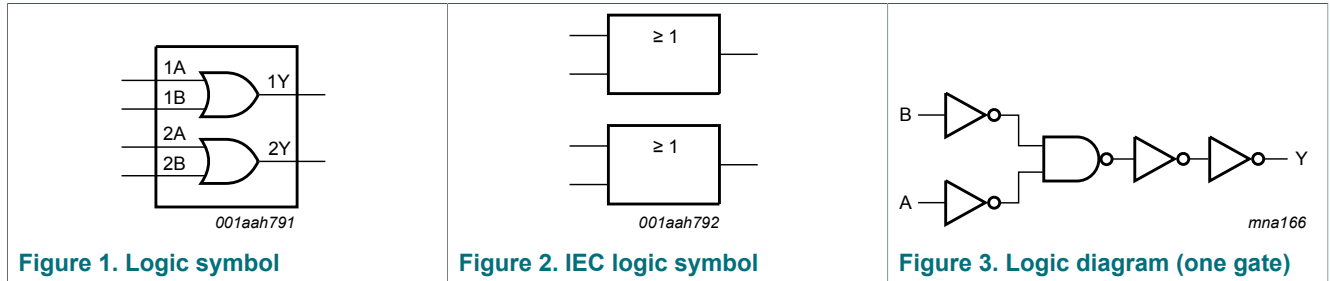 1A
1Y
1B
2A
2Y
2B
001aah791
Figure 1. Logic symbol
≥ 1
≥ 1
001aah792
Figure 2. IEC logic symbol
B
Y
A
mna166
Figure 3. Logic diagram (one gate)